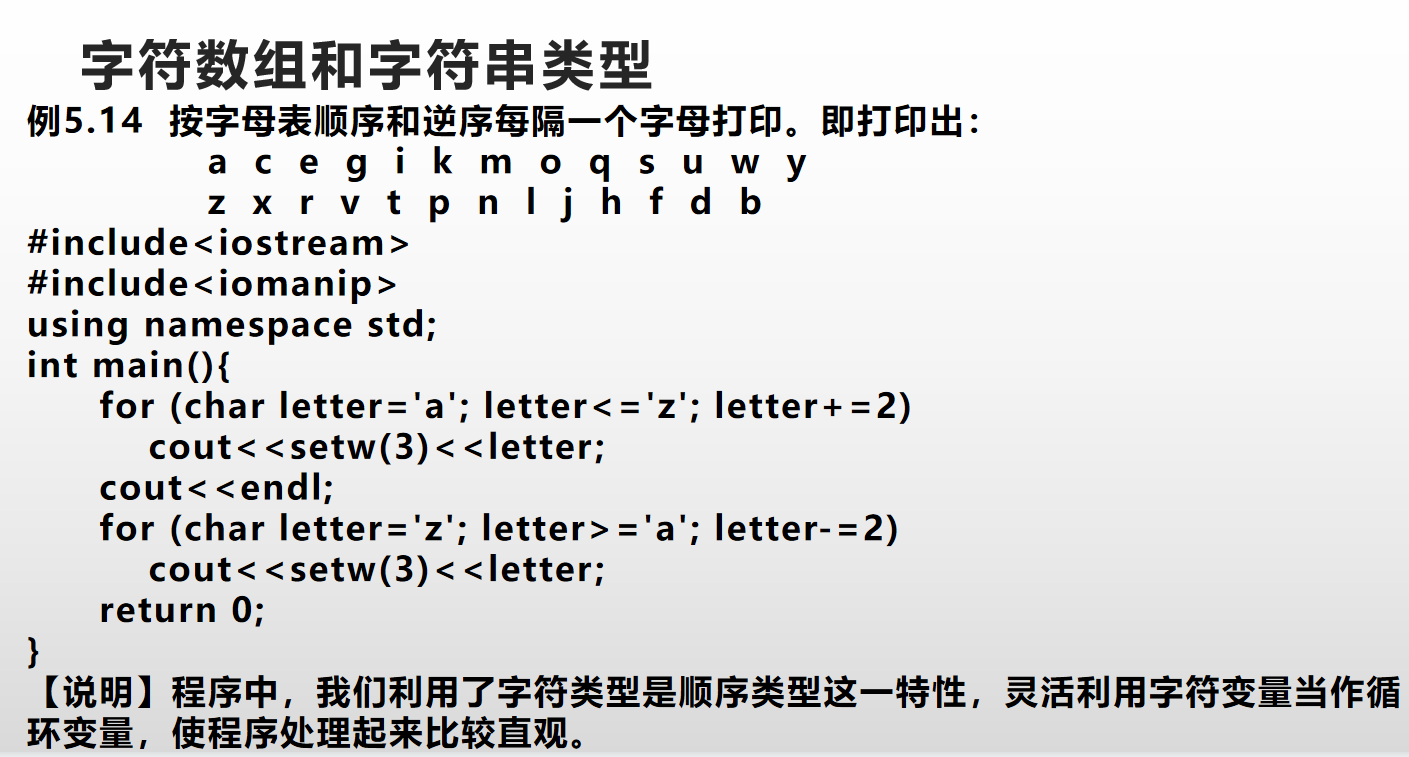 字符数组和字符串类型
例5.14 按字母表顺序和逆序每隔一个字母打印。即打印出：
a c e g i k m o q s u w y
z x r v t p n l j h f d b
#include<iostream>
#include<iomanip>
using namespace std;
int main(){
for (char letter='a'; letter<='z'; letter+=2)
cout<<setw(3)<<letter;
cout<<endl;
for (char letter='z'; letter>='a'; letter-=2)
cout<<setw(3)<<letter;
return 0;
}
【说明】程序中，我们利用了字符类型是顺序类型这一特性，灵活利用字符变量当作循
环变量，使程序处理起来比较直观。